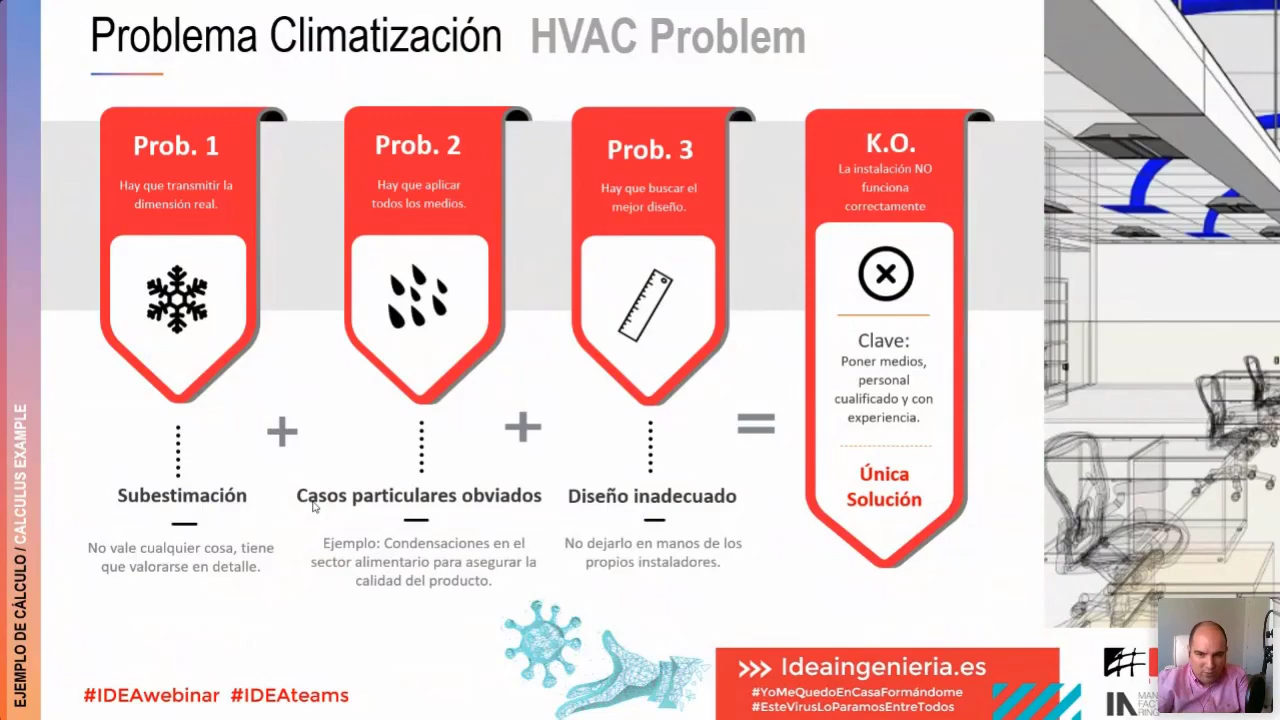 Problema Climatización HVAC Problem
Prob. 1
Hay que transmitir la
dimensión real.
Prob. 2
Hay que aplicar
todos los medios.
Prob. 3
Hay que buscar el
mejor diseño.
K.O.
La instalación NO
funciona
correctamente
Clave:
Poner medios,
personal
cualificado y con
experiencia.
Única
Solución
+
+
=
Subestimación
No vale cualquier cosa, tiene
que valorarse en detalle.
Casos particulares obviados
Ejemplo: Condensaciones en el
sector alimentario para asegurar la
calidad del producto.
Diseño inadecuado
No dejarlo en manos de los
propios instaladores.
EJEMPLO DE CÁLCULO / CALCULUS EXAMPLE
#IDEAwebinar #IDEAteams
>>> Ideaingenieria.es
#YoMeQuedoEnCasaFormándome
#EsteVirusLoParamosEntreTodos